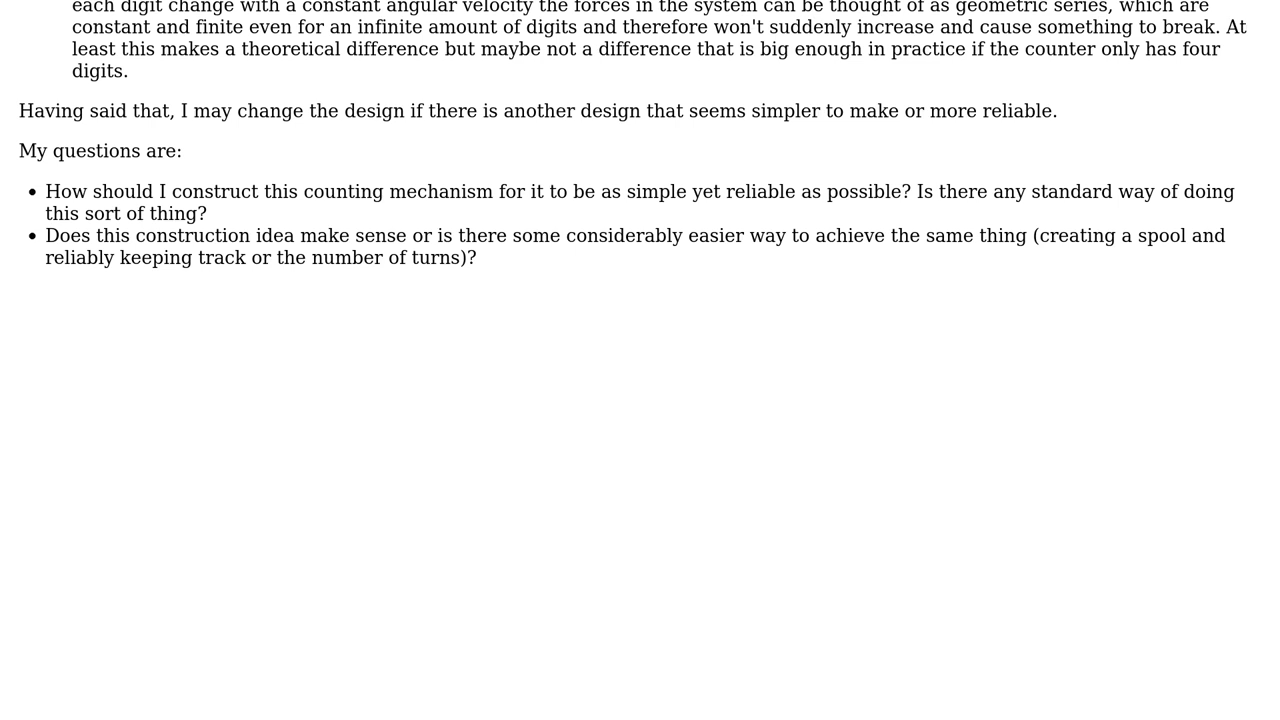 each digit change with a constant angular velocity the forces in the system can be thought of as geometric series, which are
constant and finite even for an infinite amount of digits and therefore won't suddenly increase and cause something to break. At
least this makes a theoretical difference but maybe not a difference that is big enough in practice if the counter only has four
digits.
Having said that, I may change the design if there is another design that seems simpler to make or more reliable.
My questions are:
• How should I construct this counting mechanism for it to be as simple yet reliable as possible? Is there any standard way of doing
this sort of thing?
• Does this construction idea make sense or is there some considerably easier way to achieve the same thing (creating a spool and
reliably keeping track or the number of turns)?